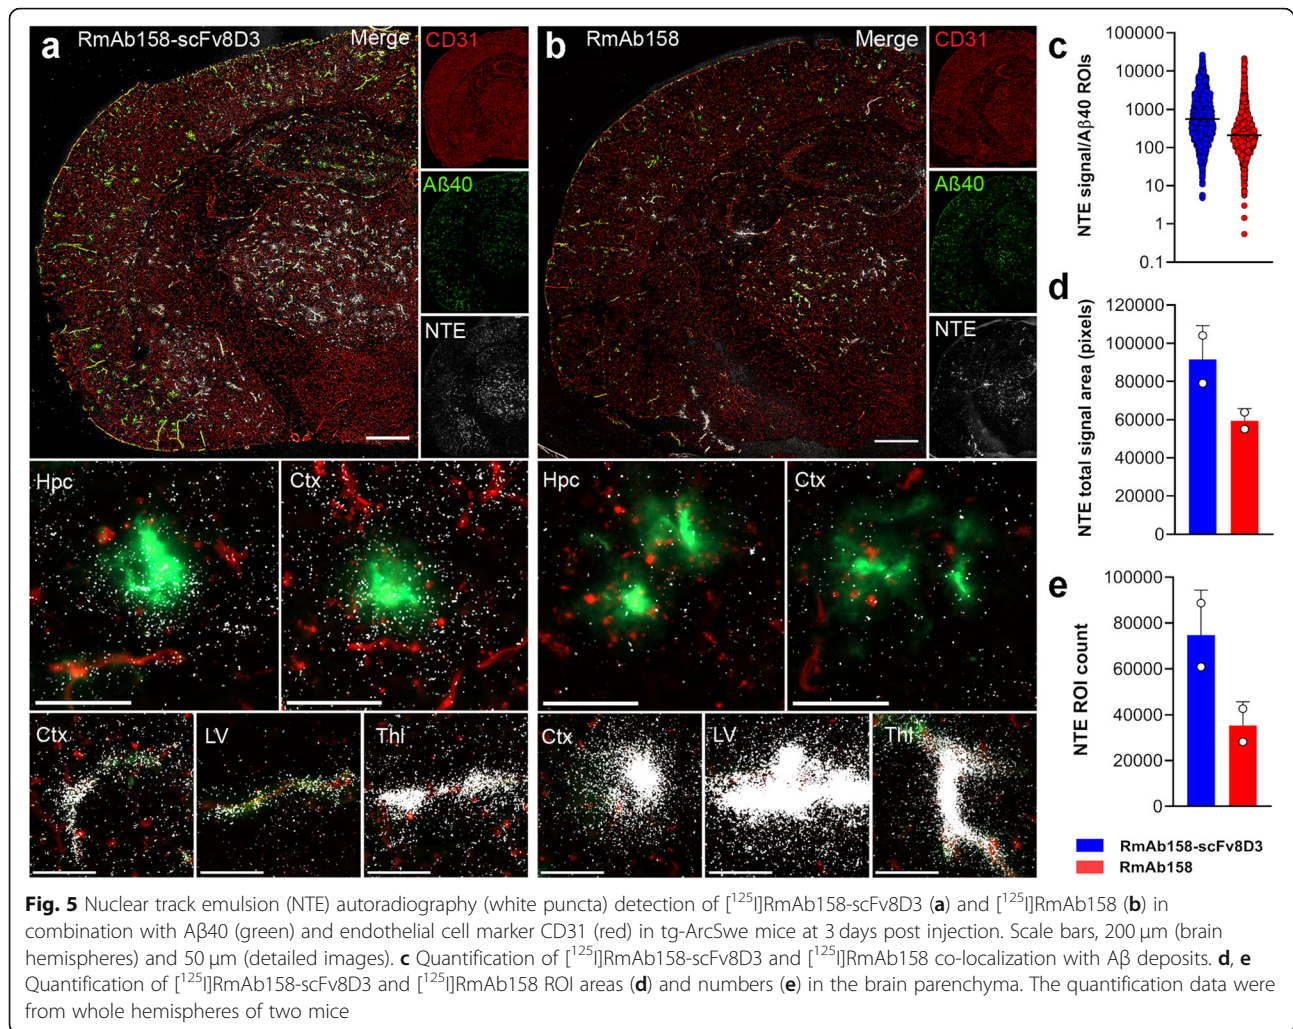 a RmAb158-scFv8D3 Merge
CD31
Aß40
NTE
b RmAb158 Merge
CD31
Aß40
NTE
Hpc
Ctx
Hpc
Ctx
Ctx
LV
Thl
Ctx
LV
Thl
c
NTE signal/Aβ40 ROIs
100000
10000
1000
100
10
1
0.1
d
NTE total signal area (pixels)
120000
100000
80000
60000
40000
20000
0
e
NTE ROI count
100000
80000
60000
40000
20000
0
RmAb158-scFv8D3
RmAb158
Fig. 5 Nuclear track emulsion (NTE) autoradiography (white puncta) detection of [¹²⁵I]RmAb158-scFv8D3 (a) and [¹²⁵I]RmAb158 (b) in
combination with Aβ40 (green) and endothelial cell marker CD31 (red) in tg-ArcSwe mice at 3 days post injection. Scale bars, 200 μm (brain
hemispheres) and 50 μm (detailed images). c Quantification of [¹²⁵I]RmAb158-scFv8D3 and [¹²⁵I]RmAb158 co-localization with Aβ deposits. d, e
Quantification of [¹²⁵I]RmAb158-scFv8D3 and [¹²⁵I]RmAb158 ROI areas (d) and numbers (e) in the brain parenchyma. The quantification data were
from whole hemispheres of two mice